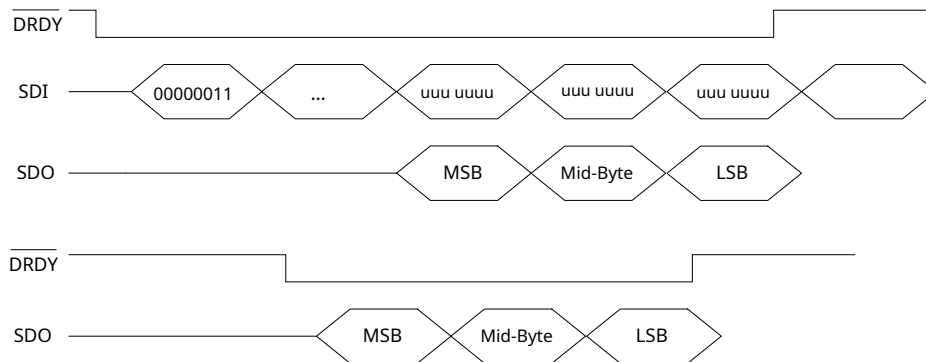 DRDY
SDI 00000011 ... uuu uuuu uuu uuuu uuu uuuu
SDO MSB Mid-Byte LSB
DRDY
SDO MSB Mid-Byte LSB